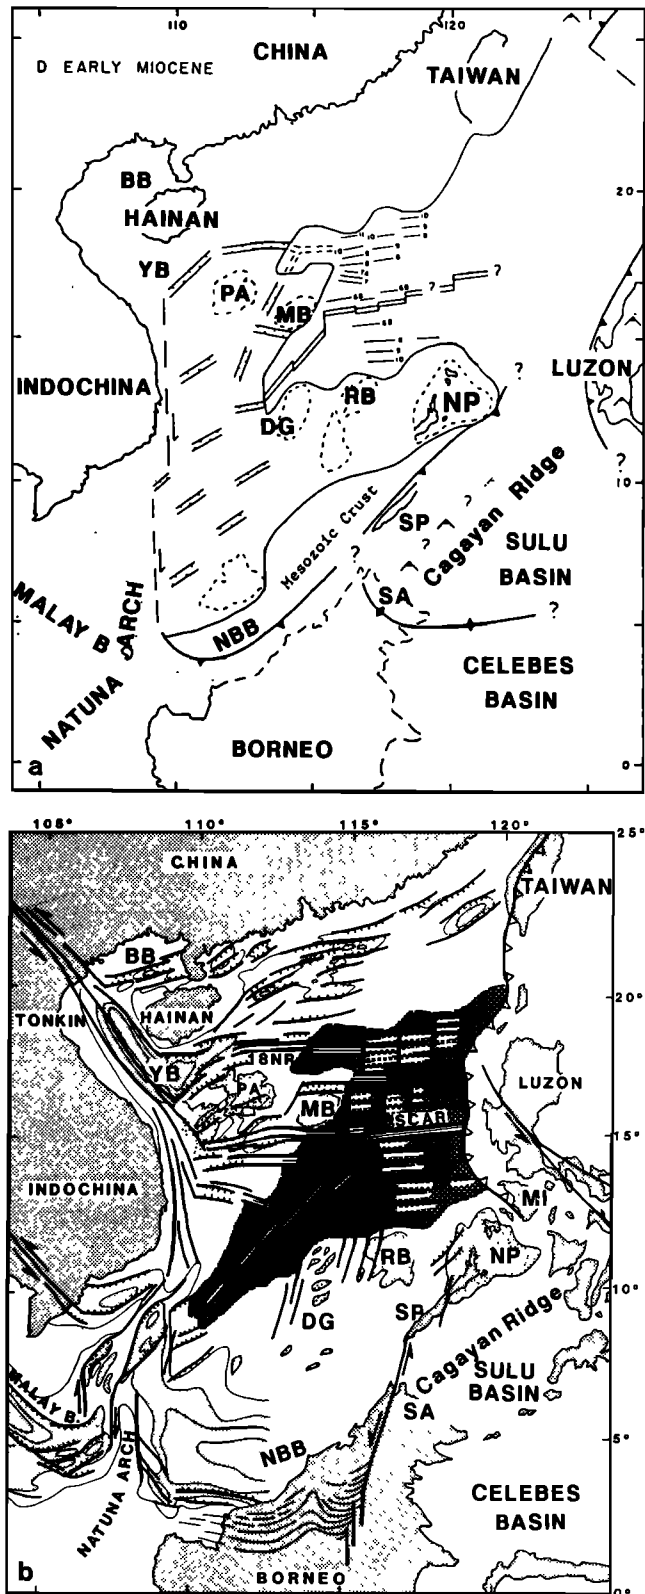 110
120
CHINA
D EARLY MIOCENE
TAIWAN
BB
20
HAINAN
YB
PA
MB
?
INDOCHINA
LUZON
DG
RB
NP
?
?
10
Mesozoic Crust
SP
Cagayan Ridge
?
SULU
BASIN
SA
?
MALAY B
ARCH
NBB
NATUNA
CELEBES
BASIN
BORNEO
0
a
105°
110°
115°
120°
25°
CHINA
TAIWAN
BB
20°
TONKIN
HAINAN
18NR
YB
PA
MB
LUZON
SCAR
15°
INDOCHINA
MI
RB
NP
10°
DG
SP
Cagayan Ridge
SULU
BASIN
MALAY B.
SA
5°
NBB
NATUNA ARCH
CELEBES
BASIN
b
BORNEO
0°